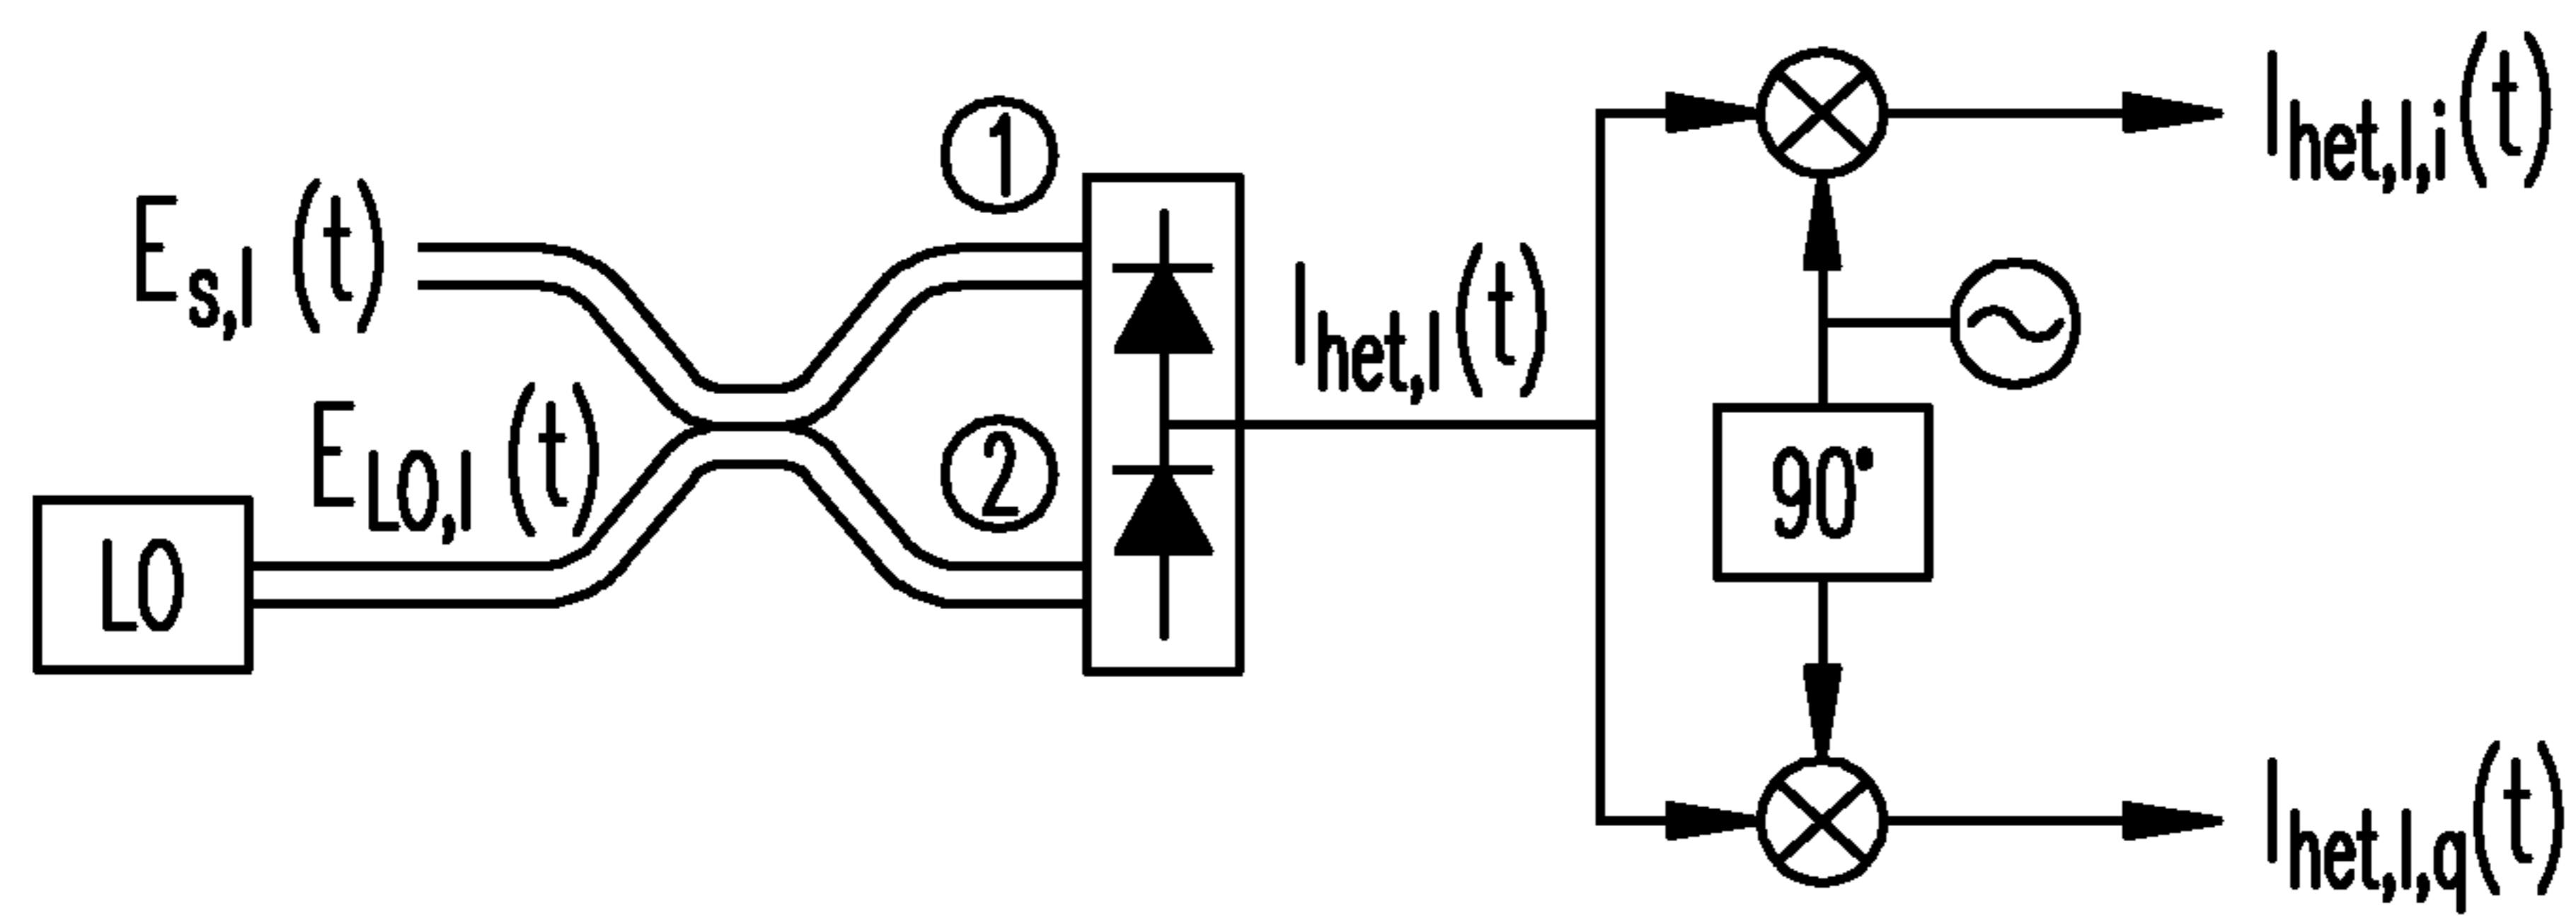 I_het,l,i(t)
1
E_s,l (t)
I_het,l(t)
E_LO,l (t)
2
90°
LO
I_het,l,q(t)